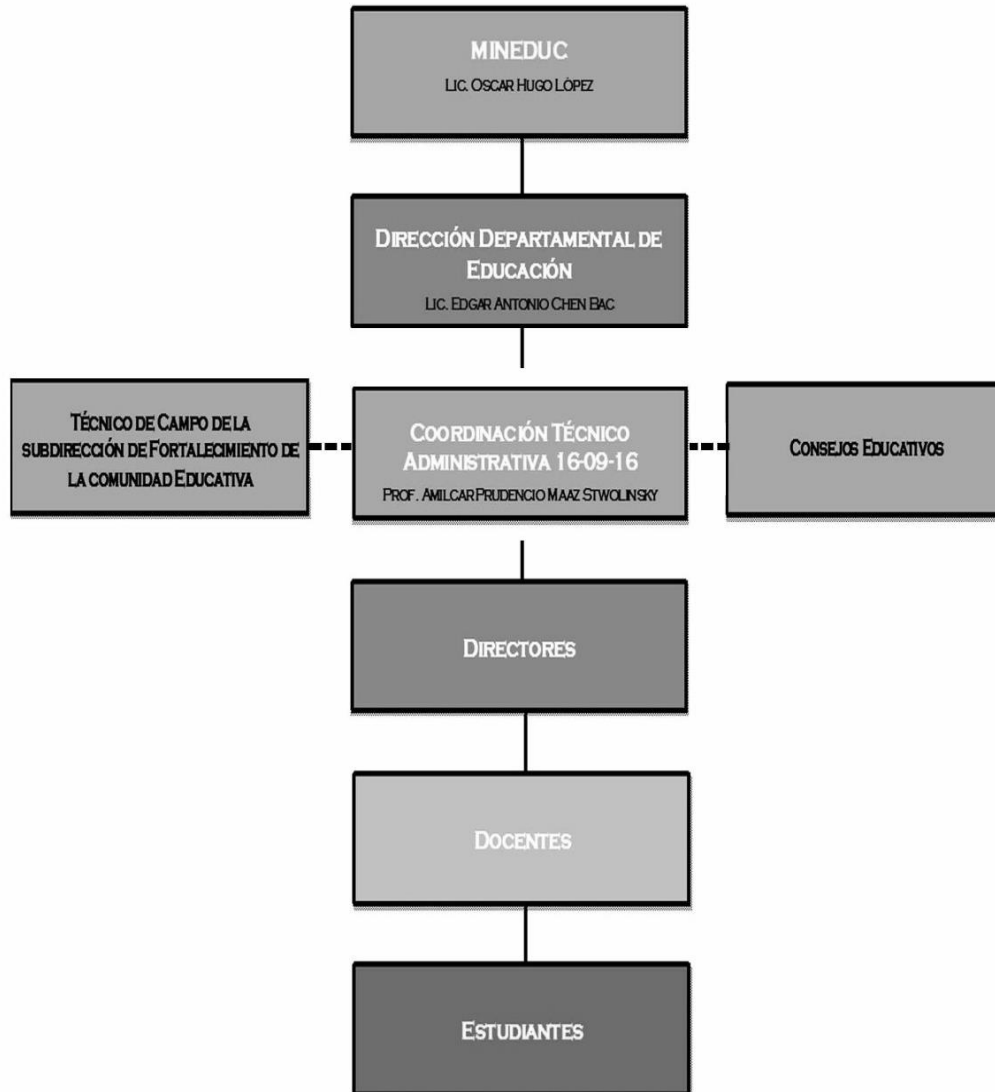 MINEDUC
LIC. OSCAR HUGO LÒPEZ
DIRECCIÓN DEPARTAMENTAL DE
EDUCACIÓN
LIC. EDGAR ANTONIO CHEN BAC
TÉCNICO DE CAMPO DE LA
SUBDIRECCIÓN DE FORTALECIMIENTO DE
LA COMUNIDAD EDUCATIVA
COORDINACIÓN TÉCNICO
ADMINISTRATIVA 16-09-16
PROF. AMILCAR PRUDENCIO MAAZ STWOLINSKY
CONSEJOS EDUCATIVOS
DIRECTORES
DOCENTES
ESTUDIANTES